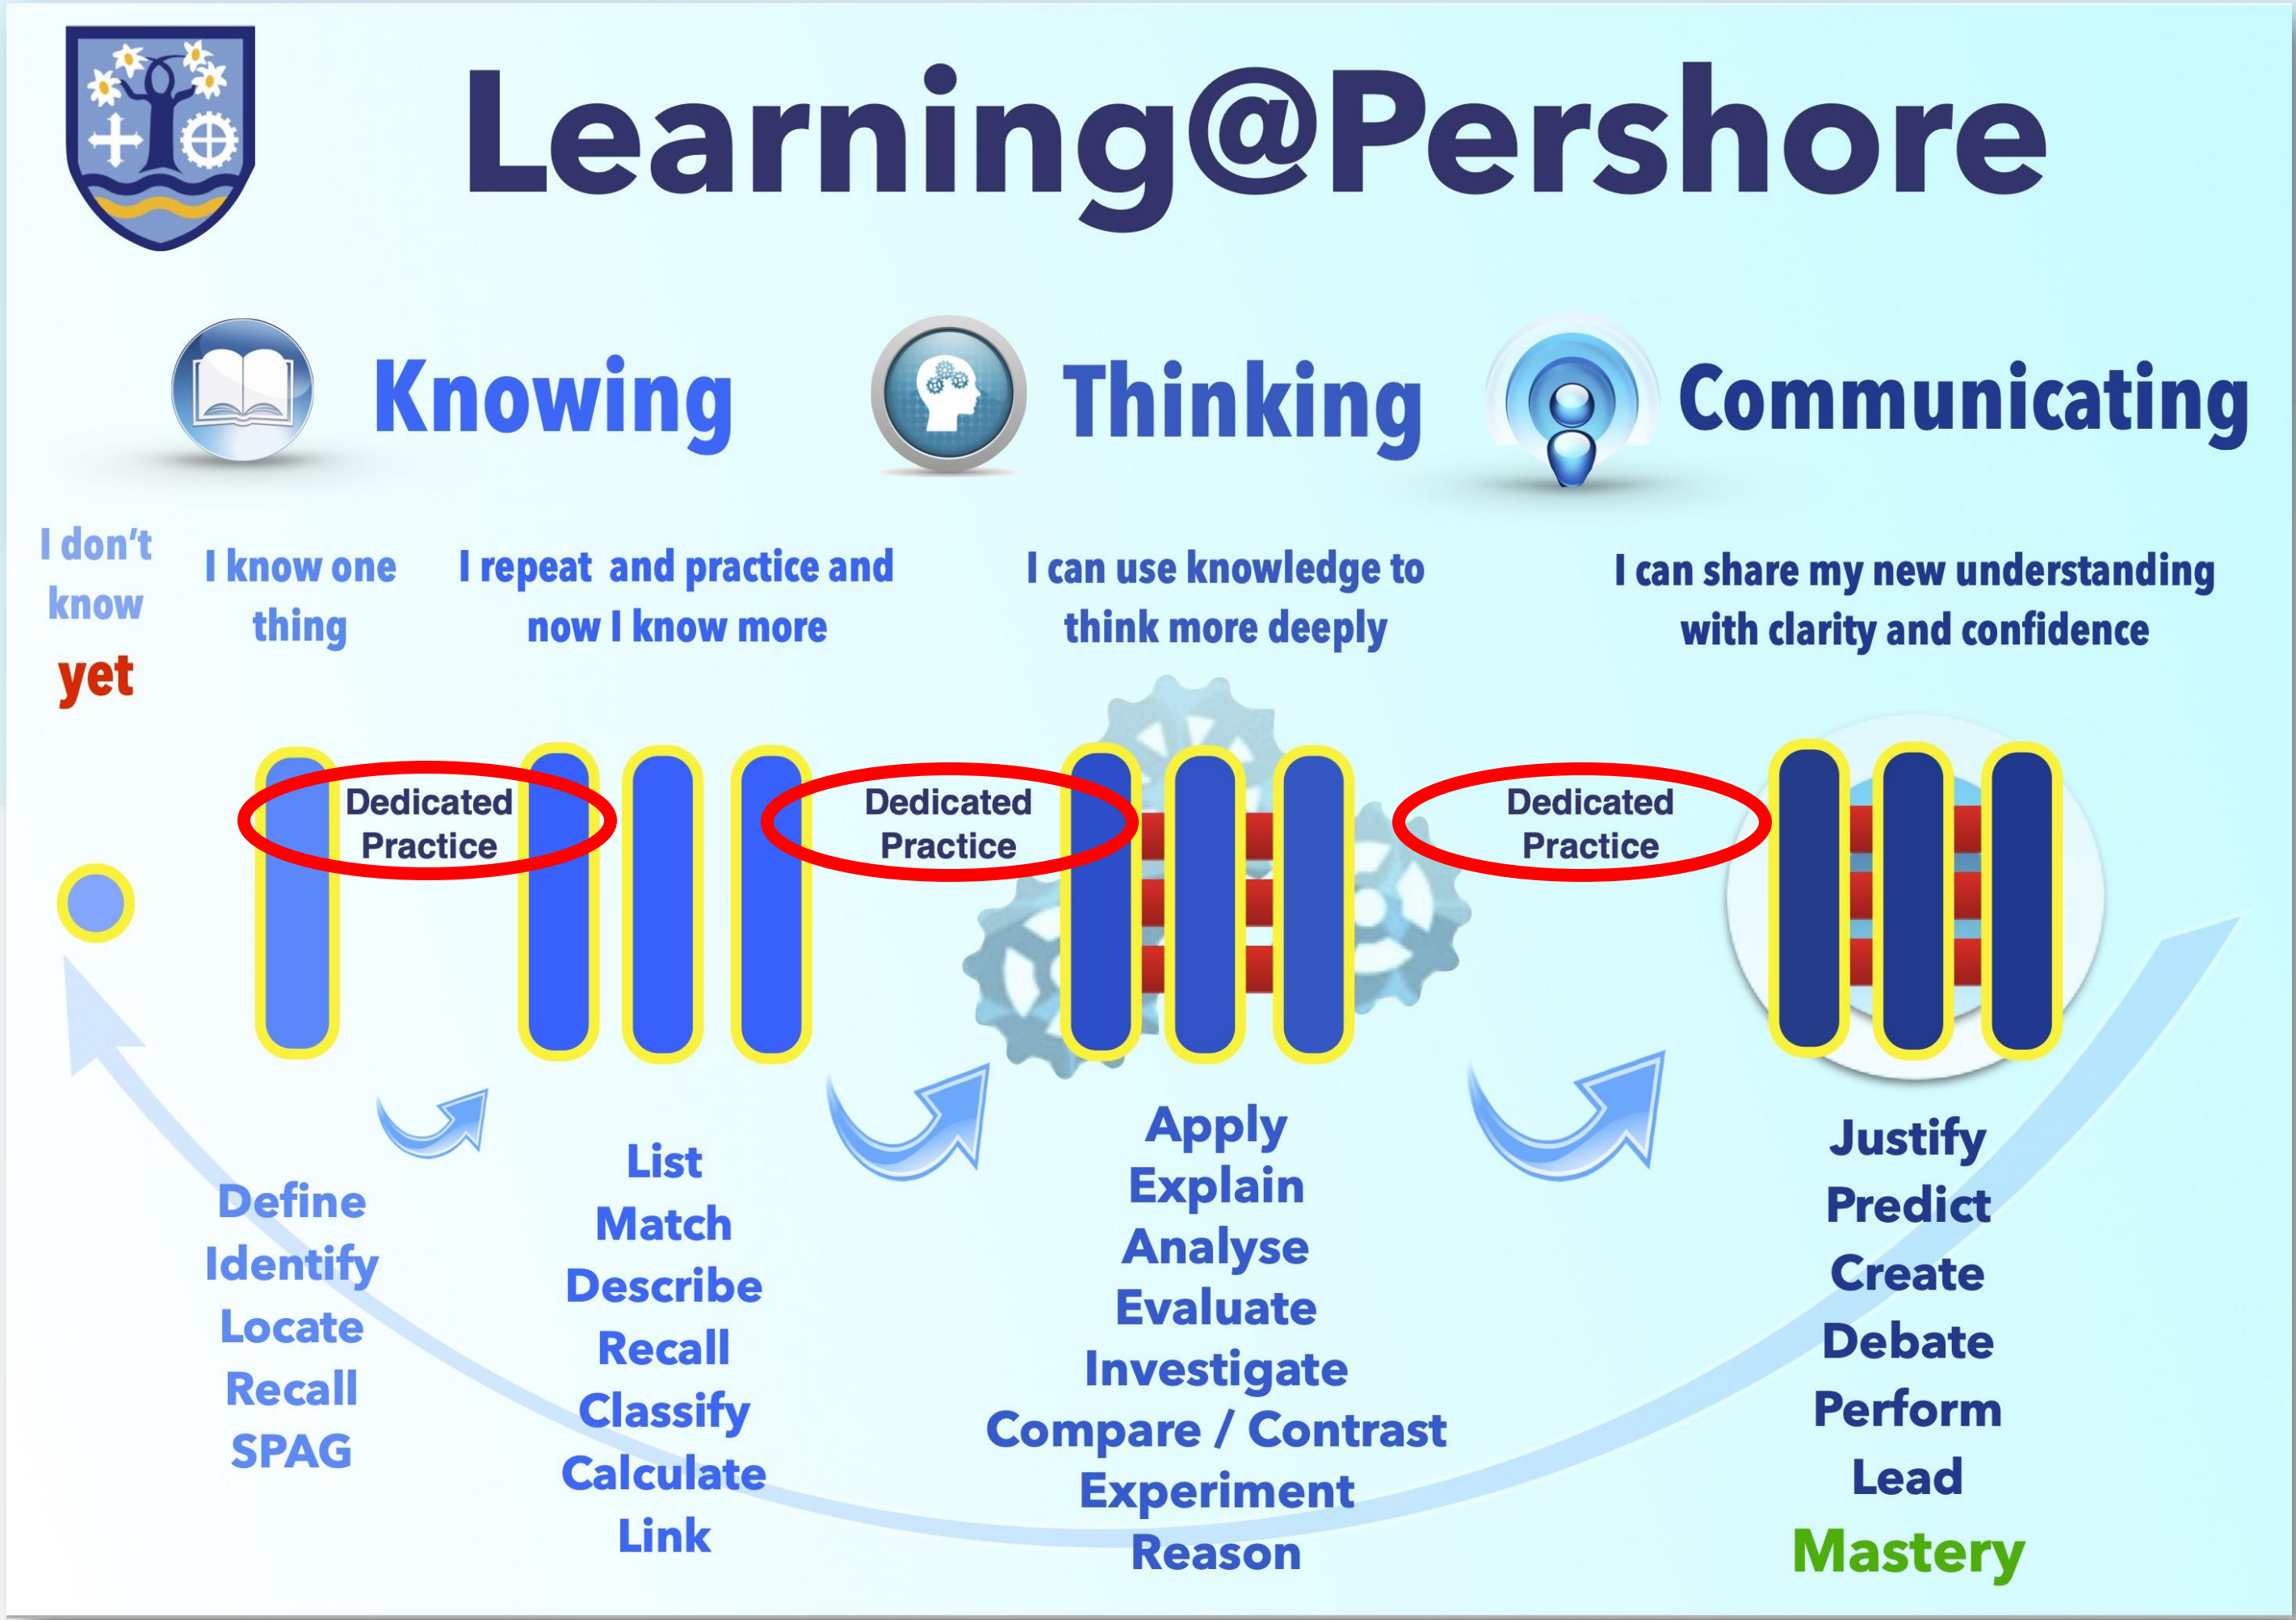 Learning@Pershore
Knowing
Thinking
Communicating
I don't
know
yet
I know one
thing
I repeat and practice and
now I know more
I can use knowledge to
think more deeply
I can share my new understanding
with clarity and confidence
Dedicated
Practice
Dedicated
Practice
Dedicated
Practice
Define
Identify
Locate
Recall
SPAG
List
Match
Describe
Recall
Classify
Calculate
Link
Apply
Explain
Analyse
Evaluate
Investigate
Compare / Contrast
Experiment
Reason
Justify
Predict
Create
Debate
Perform
Lead
Mastery